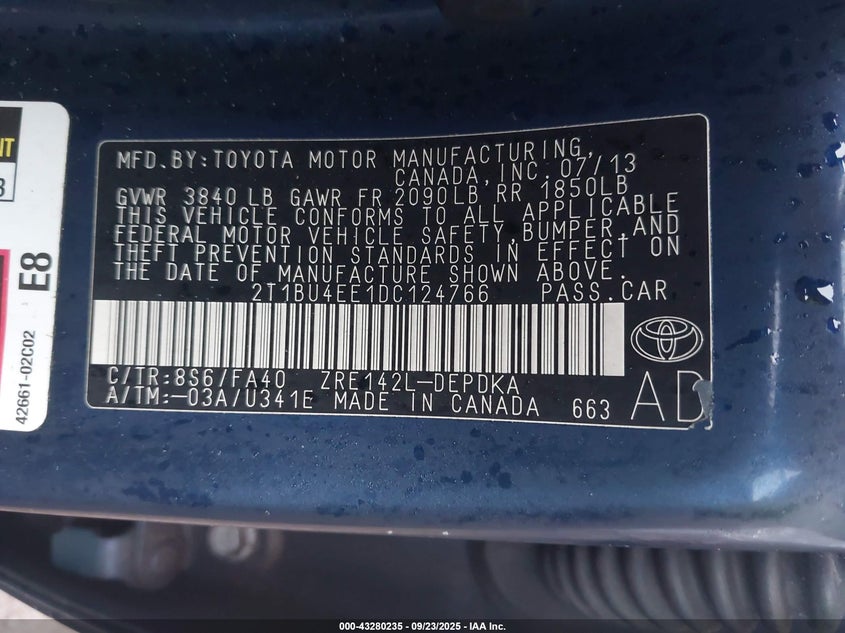 NT
3
E8
42661-02C02
MFD.BY:TOYOTA MOTOR MANUFACTURING,
CANADA,INC. 07/13
GVWR 3840 LB GAWR FR 2090LB RR 1850LB
THIS VEHICLE CONFORMS TO ALL APPLICABLE
FEDERAL MOTOR VEHICLE SAFETY,BUMPER,AND
THEFT PREVENTION STANDARDS IN EFFECT ON
THE DATE OF MANUFACTURE SHOWN ABOVE.
2T1BU4EE1DC124766 PASS.CAR
C/TR:8S6/FA40 ZRE142L-DEPDKA
A/TM:-03A/U341E MADE IN CANADA 663
AD
000-43280235 - 09/23/2025 - IAA Inc.